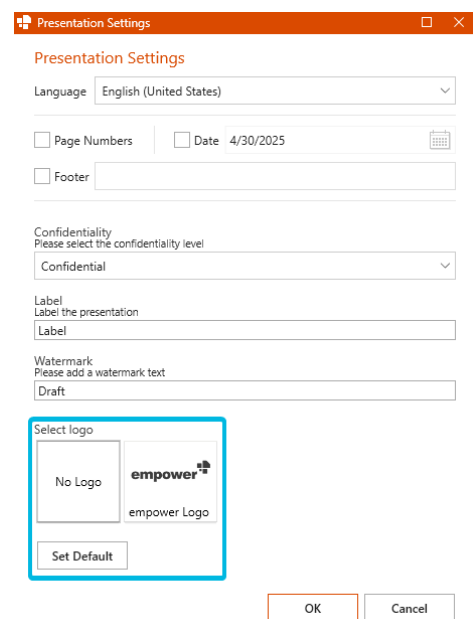 Presentation Settings
Presentation Settings
Language English (United States)
Page Numbers Date 4/30/2025
Footer
Confidentiality
Please select the confidentiality level
Confidential
Label
Label the presentation
Label
Watermark
Please add a watermark text
Draft
Select logo
No Logo
empower
empower Logo
Set Default
OK Cancel